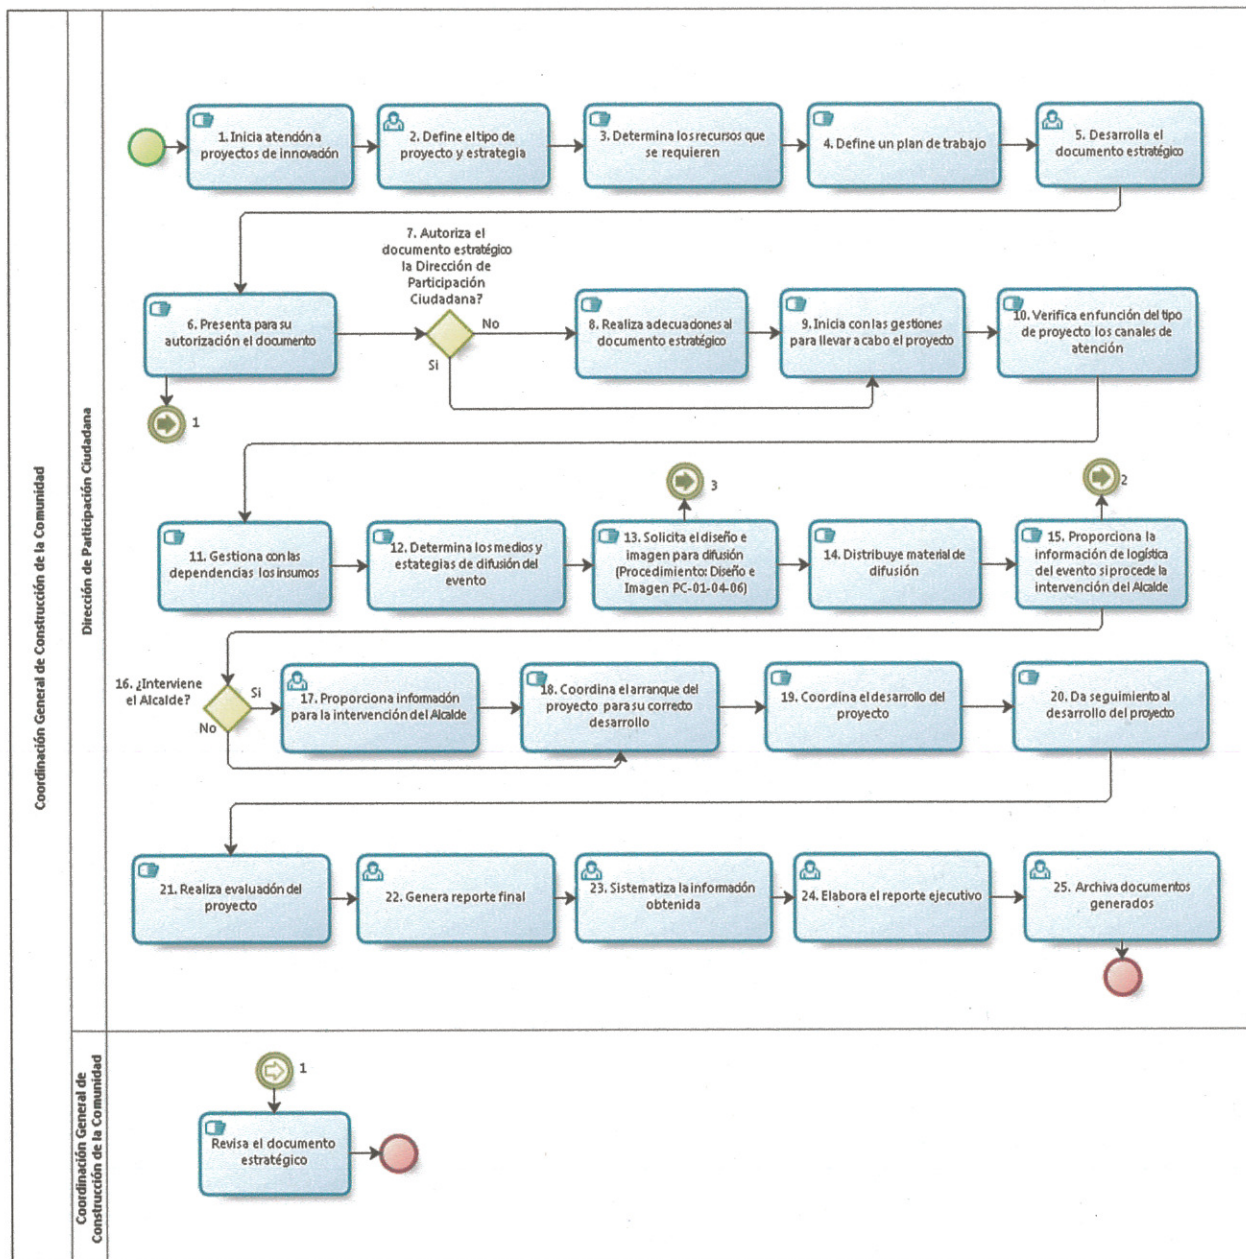 Coordinación General de Construcción de la Comunidad
Dirección de Participación Ciudadana
1. Inicia atención a
proyectos de innovación
2. Define el tipo de
proyecto y estrategia
3. Determina los recursos que
se requieren
4. Define un plan de trabajo
5. Desarrolla el
documento estratégico
6. Presenta para su
autorización el documento
1
7. Autoriza el
documento estratégico
la Dirección de
Participación
Ciudadana?
No
Si
8. Realiza adecuaciones al
documento estratégico
9. Inicia con las gestiones
para llevar a cabo el proyecto
10. Verifica en función del tipo
de proyecto los canales de
atención
11. Gestiona con las
dependencias los insumos
12. Determina los medios y
estategias de difusión del
evento
3
13. Solicita el diseño e
imagen para difusión
(Procedimiento: Diseño e
Imagen PC-01-04-06)
14. Distribuye material de
difusión
2
15. Proporciona la
información de logística
del evento si procede la
intervención del Alcalde
16. ¿Interviene
el Alcalde?
Si
No
17. Proporciona información
para la intervención del Alcalde
18. Coordina el arranque del
proyecto para su correcto
desarrollo
19. Coordina el desarrollo del
proyecto
20. Da seguimiento al
desarrollo del proyecto
21. Realiza evaluación del
proyecto
22. Genera reporte final
23. Sistematiza la información
obtenida
24. Elabora el reporte ejecutivo
25. Archiva documentos
generados
Coordinación General de
Construcción de la Comunidad
1
Revisa el documento
estratégico